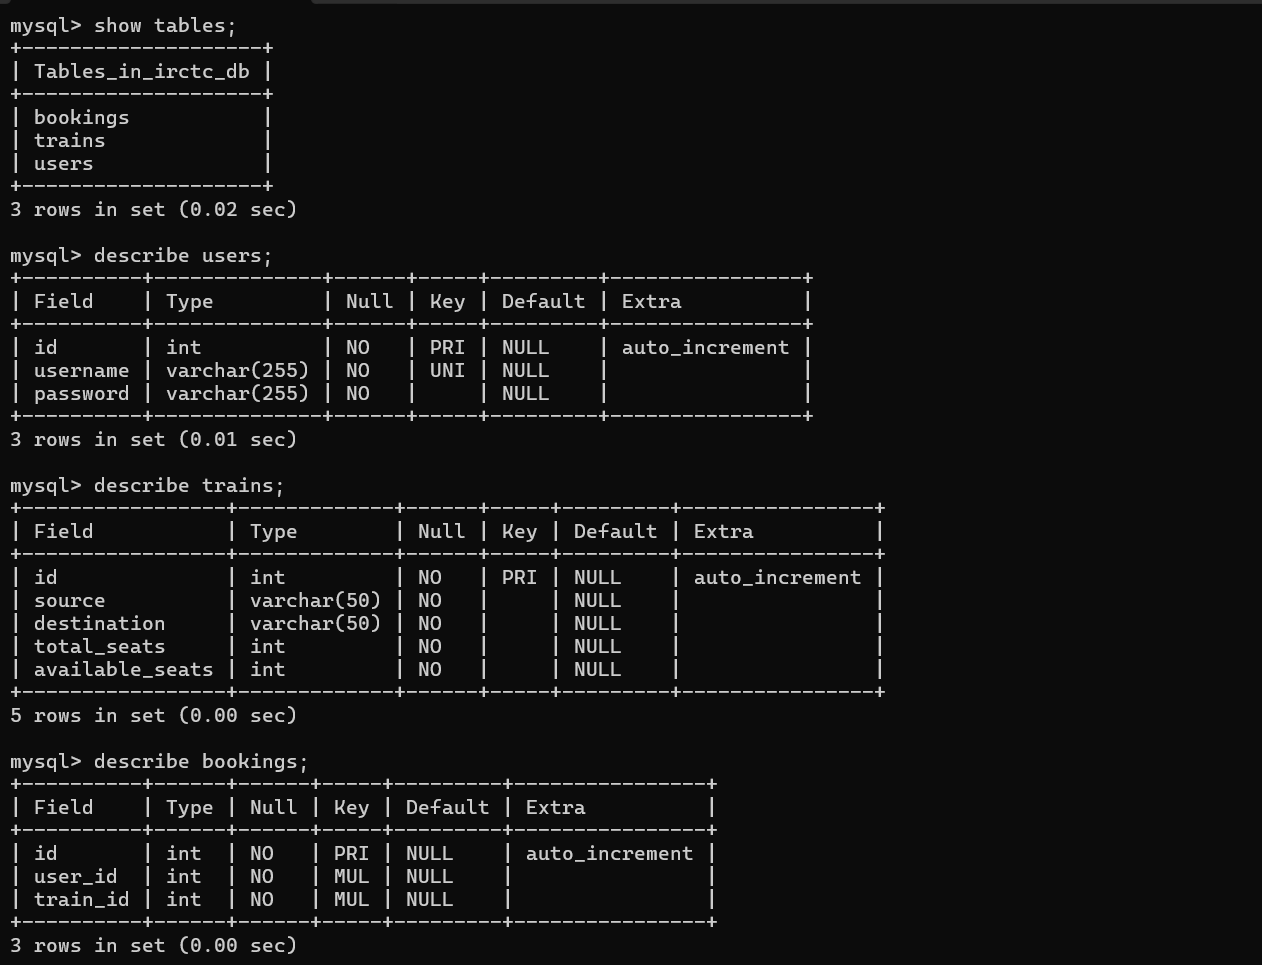 mysql> show tables;
+--------------------+
| Tables_in_irctc_db |
+--------------------+
| bookings           |
| trains             |
| users              |
+--------------------+
3 rows in set (0.02 sec)

mysql> describe users;
+----------+--------------+------+-----+---------+----------------+
| Field    | Type         | Null | Key | Default | Extra          |
+----------+--------------+------+-----+---------+----------------+
| id       | int          | NO   | PRI | NULL    | auto_increment |
| username | varchar(255) | NO   | UNI | NULL    |                |
| password | varchar(255) | NO   |     | NULL    |                |
+----------+--------------+------+-----+---------+----------------+
3 rows in set (0.01 sec)

mysql> describe trains;
+-----------------+-------------+------+-----+---------+----------------+
| Field           | Type        | Null | Key | Default | Extra          |
+-----------------+-------------+------+-----+---------+----------------+
| id              | int         | NO   | PRI | NULL    | auto_increment |
| source          | varchar(50) | NO   |     | NULL    |                |
| destination     | varchar(50) | NO   |     | NULL    |                |
| total_seats     | int         | NO   |     | NULL    |                |
| available_seats | int         | NO   |     | NULL    |                |
+-----------------+-------------+------+-----+---------+----------------+
5 rows in set (0.00 sec)

mysql> describe bookings;
+----------+------+------+-----+---------+----------------+
| Field    | Type | Null | Key | Default | Extra          |
+----------+------+------+-----+---------+----------------+
| id       | int  | NO   | PRI | NULL    | auto_increment |
| user_id  | int  | NO   | MUL | NULL    |                |
| train_id | int  | NO   | MUL | NULL    |                |
+----------+------+------+-----+---------+----------------+
3 rows in set (0.00 sec)